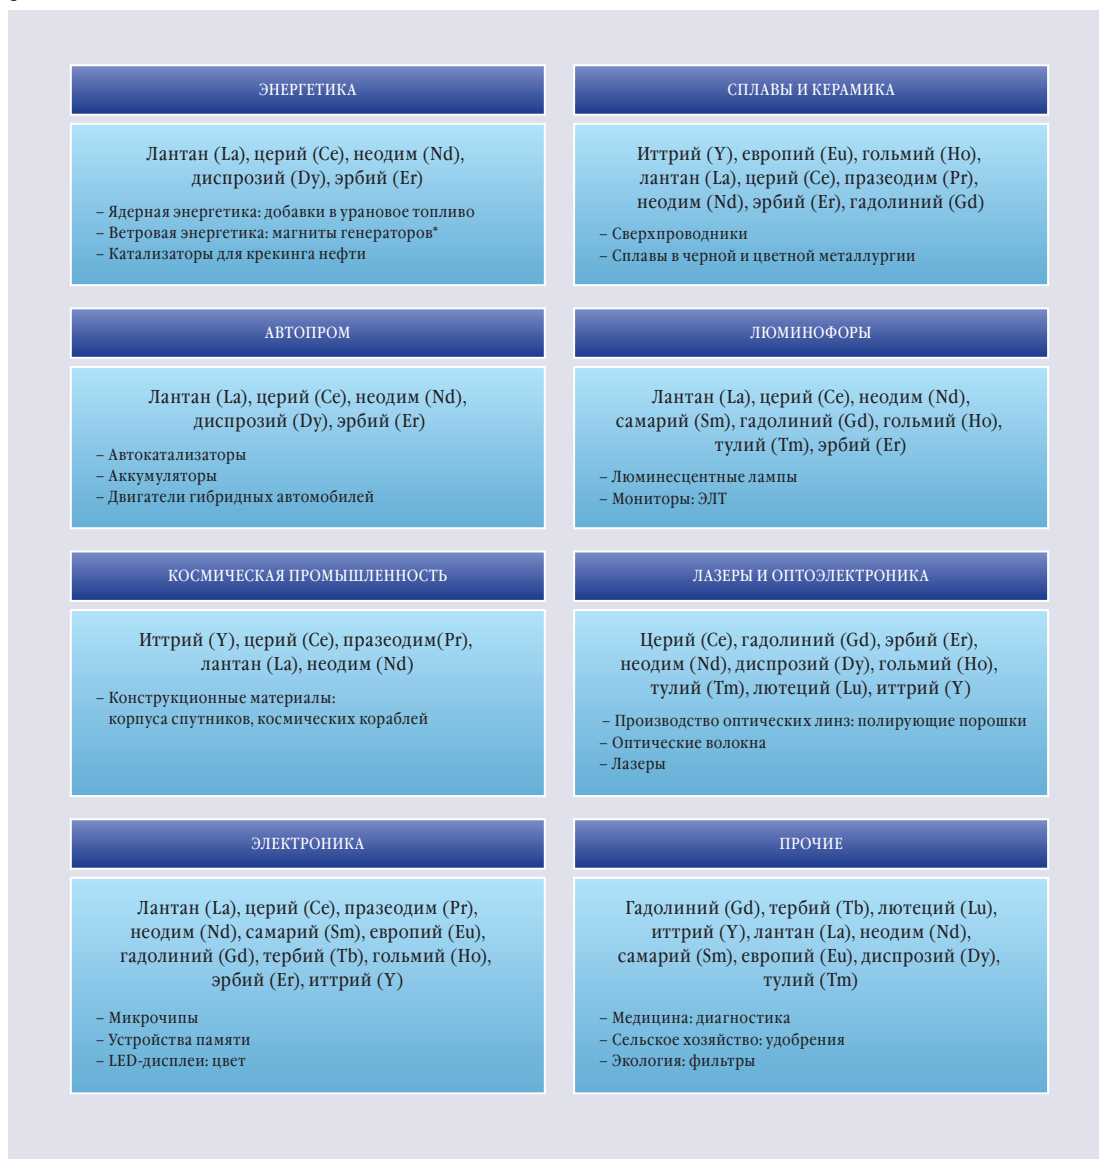 ЭНЕРГЕТИКА
Лантан (La), церий (Ce), неодим (Nd),
диспрозий (Dy), эрбий (Er)
– Ядерная энергетика: добавки в урановое топливо
– Ветровая энергетика: магниты генераторов*
– Катализаторы для крекинга нефти
СПЛАВЫ И КЕРАМИКА
Иттрий (Y), европий (Eu), гольмий (Ho),
лантан (La), церий (Ce), празеодим (Pr),
неодим (Nd), эрбий (Er), гадолиний (Gd)
– Сверхпроводники
– Сплавы в черной и цветной металлургии
АВТОПРОМ
Лантан (La), церий (Ce), неодим (Nd),
диспрозий (Dy), эрбий (Er)
– Автокатализаторы
– Аккумуляторы
– Двигатели гибридных автомобилей
ЛЮМИНОФОРЫ
Лантан (La), церий (Ce), неодим (Nd),
самарий (Sm), гадолиний (Gd), гольмий (Ho),
тулий (Tm), эрбий (Er)
– Люминесцентные лампы
– Мониторы: ЭЛТ
КОСМИЧЕСКАЯ ПРОМЫШЛЕННОСТЬ
Иттрий (Y), церий (Ce), празеодим(Pr),
лантан (La), неодим (Nd)
– Конструкционные материалы:
корпуса спутников, космических кораблей
ЛАЗЕРЫ И ОПТОЭЛЕКТРОНИКА
Церий (Ce), гадолиний (Gd), эрбий (Er),
неодим (Nd), диспрозий (Dy), гольмий (Ho),
тулий (Tm), лютеций (Lu), иттрий (Y)
– Производство оптических линз: полирующие порошки
– Оптические волокна
– Лазеры
ЭЛЕКТРОНИКА
Лантан (La), церий (Ce), празеодим (Pr),
неодим (Nd), самарий (Sm), европий (Eu),
гадолиний (Gd), тербий (Tb), гольмий (Ho),
эрбий (Er), иттрий (Y)
– Микрочипы
– Устройства памяти
– LED-дисплеи: цвет
ПРОЧИЕ
Гадолиний (Gd), тербий (Tb), лютеций (Lu),
иттрий (Y), лантан (La), неодим (Nd),
самарий (Sm), европий (Eu), диспрозий (Dy),
тулий (Tm)
– Медицина: диагностика
– Сельское хозяйство: удобрения
– Экология: фильтры